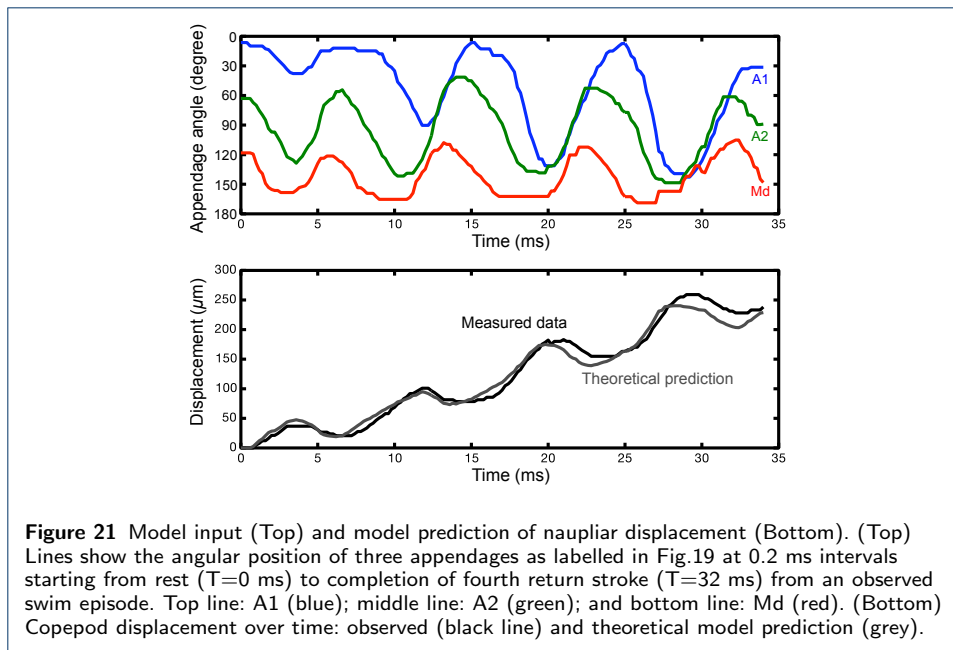 Appendage angle (degree)
0
30
60
90
120
150
180
A1
A2
Md
0 5 10 15 20 25 30 35
Time (ms)
Displacement (µm)
300
250
200
150
100
50
0
Measured data
Theoretical prediction
0 5 10 15 20 25 30 35
Time (ms)
Figure 21 Model input (Top) and model prediction of naupliar displacement (Bottom). (Top)
Lines show the angular position of three appendages as labelled in Fig.19 at 0.2 ms intervals
starting from rest (T=0 ms) to completion of fourth return stroke (T=32 ms) from an observed
swim episode. Top line: A1 (blue); middle line: A2 (green); and bottom line: Md (red). (Bottom)
Copepod displacement over time: observed (black line) and theoretical model prediction (grey).